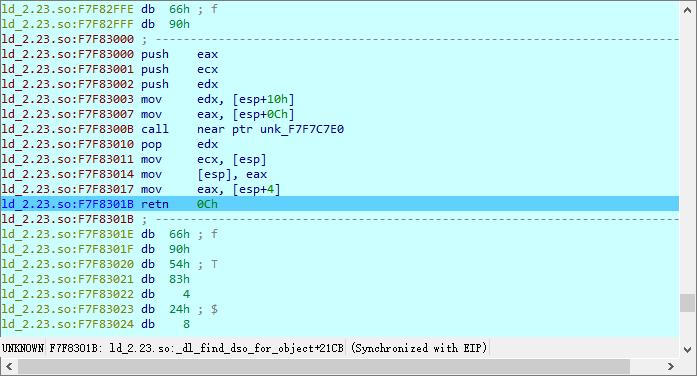 ld_2.23.so:F7F82FFE db 66h ; f
ld_2.23.so:F7F82FFF db 90h
ld_2.23.so:F7F83000 ; ---------------------------------------------------------------------------
ld_2.23.so:F7F83000 push eax
ld_2.23.so:F7F83001 push ecx
ld_2.23.so:F7F83002 push edx
ld_2.23.so:F7F83003 mov edx, [esp+10h]
ld_2.23.so:F7F83007 mov eax, [esp+0Ch]
ld_2.23.so:F7F8300B call near ptr unk_F7F7C7E0
ld_2.23.so:F7F83010 pop edx
ld_2.23.so:F7F83011 mov ecx, [esp]
ld_2.23.so:F7F83014 mov [esp], eax
ld_2.23.so:F7F83017 mov eax, [esp+4]
ld_2.23.so:F7F8301B retn 0Ch
ld_2.23.so:F7F8301B ; ---------------------------------------------------------------------------
ld_2.23.so:F7F8301E db 66h ; f
ld_2.23.so:F7F8301F db 90h
ld_2.23.so:F7F83020 db 54h ; T
ld_2.23.so:F7F83021 db 83h
ld_2.23.so:F7F83022 db 4
ld_2.23.so:F7F83023 db 24h ; $
ld_2.23.so:F7F83024 db 8
UNKNOWN F7F8301B: ld_2.23.so:_dl_find_dso_for_object+21CB (Synchronized with EIP)